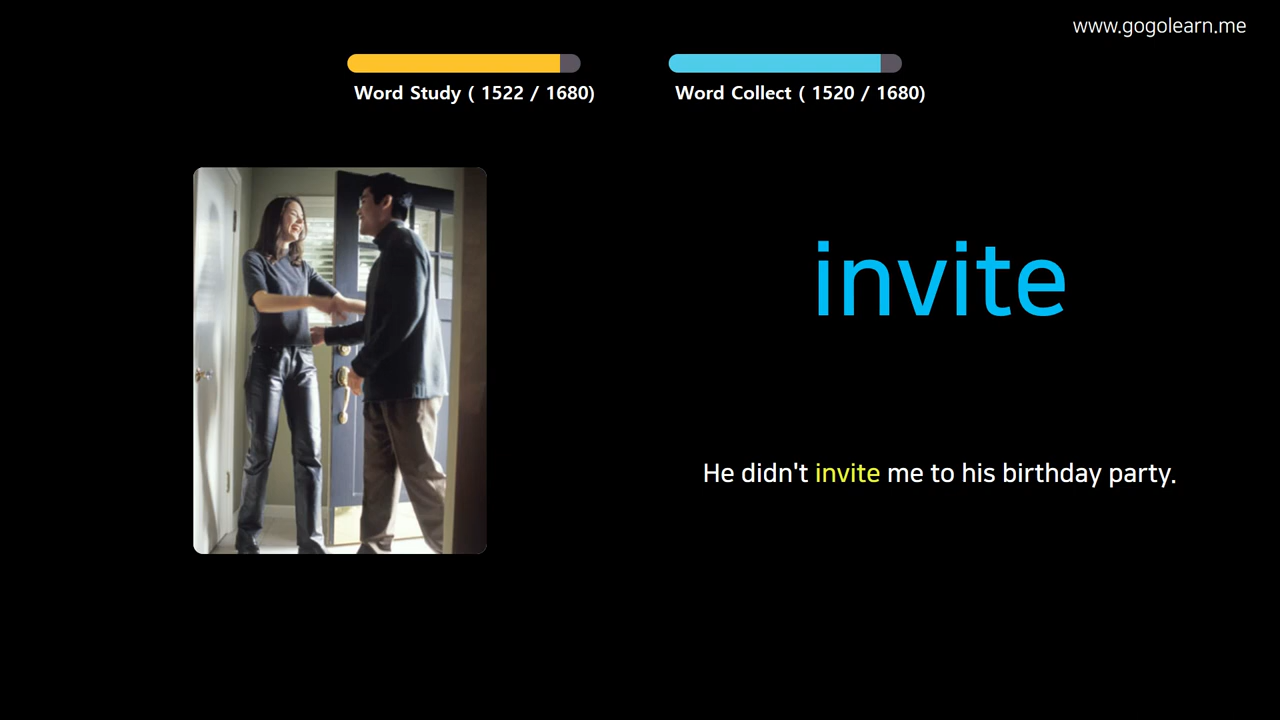 www.gogolearn.me
Word Study ( 1522 / 1680)
Word Collect ( 1520 / 1680)
invite
He didn't invite me to his birthday party.